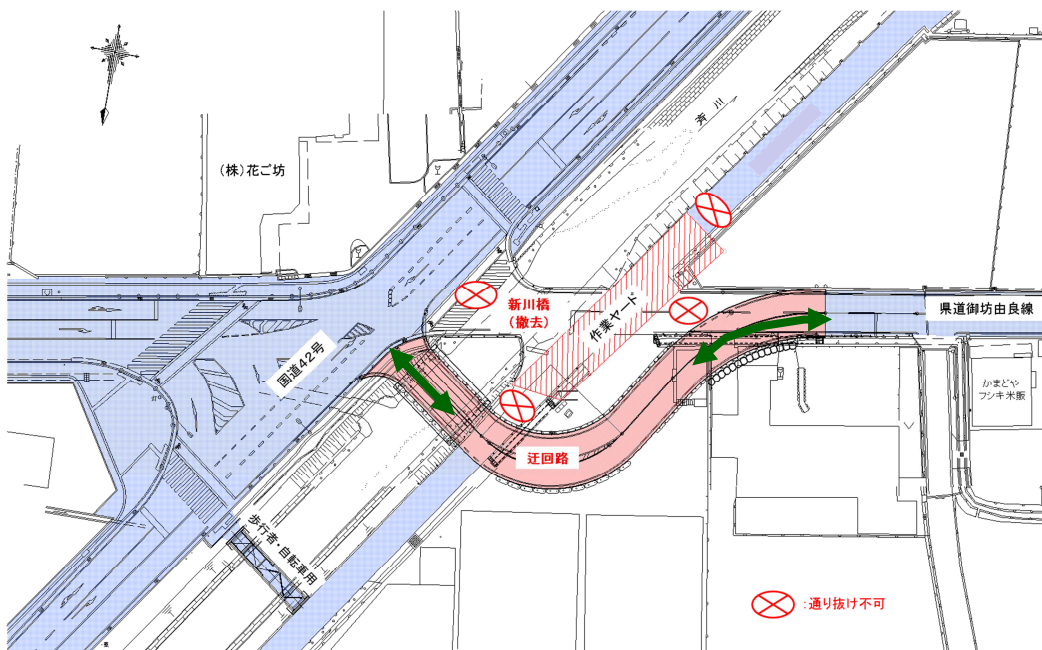 (株)花ご坊
斉川
新川橋
(撤去)
作業ヤード
県道御坊由良線
国道42号
かまどや
フシキ米飯
迂回路
歩行者・自転車用
:通り抜け不可